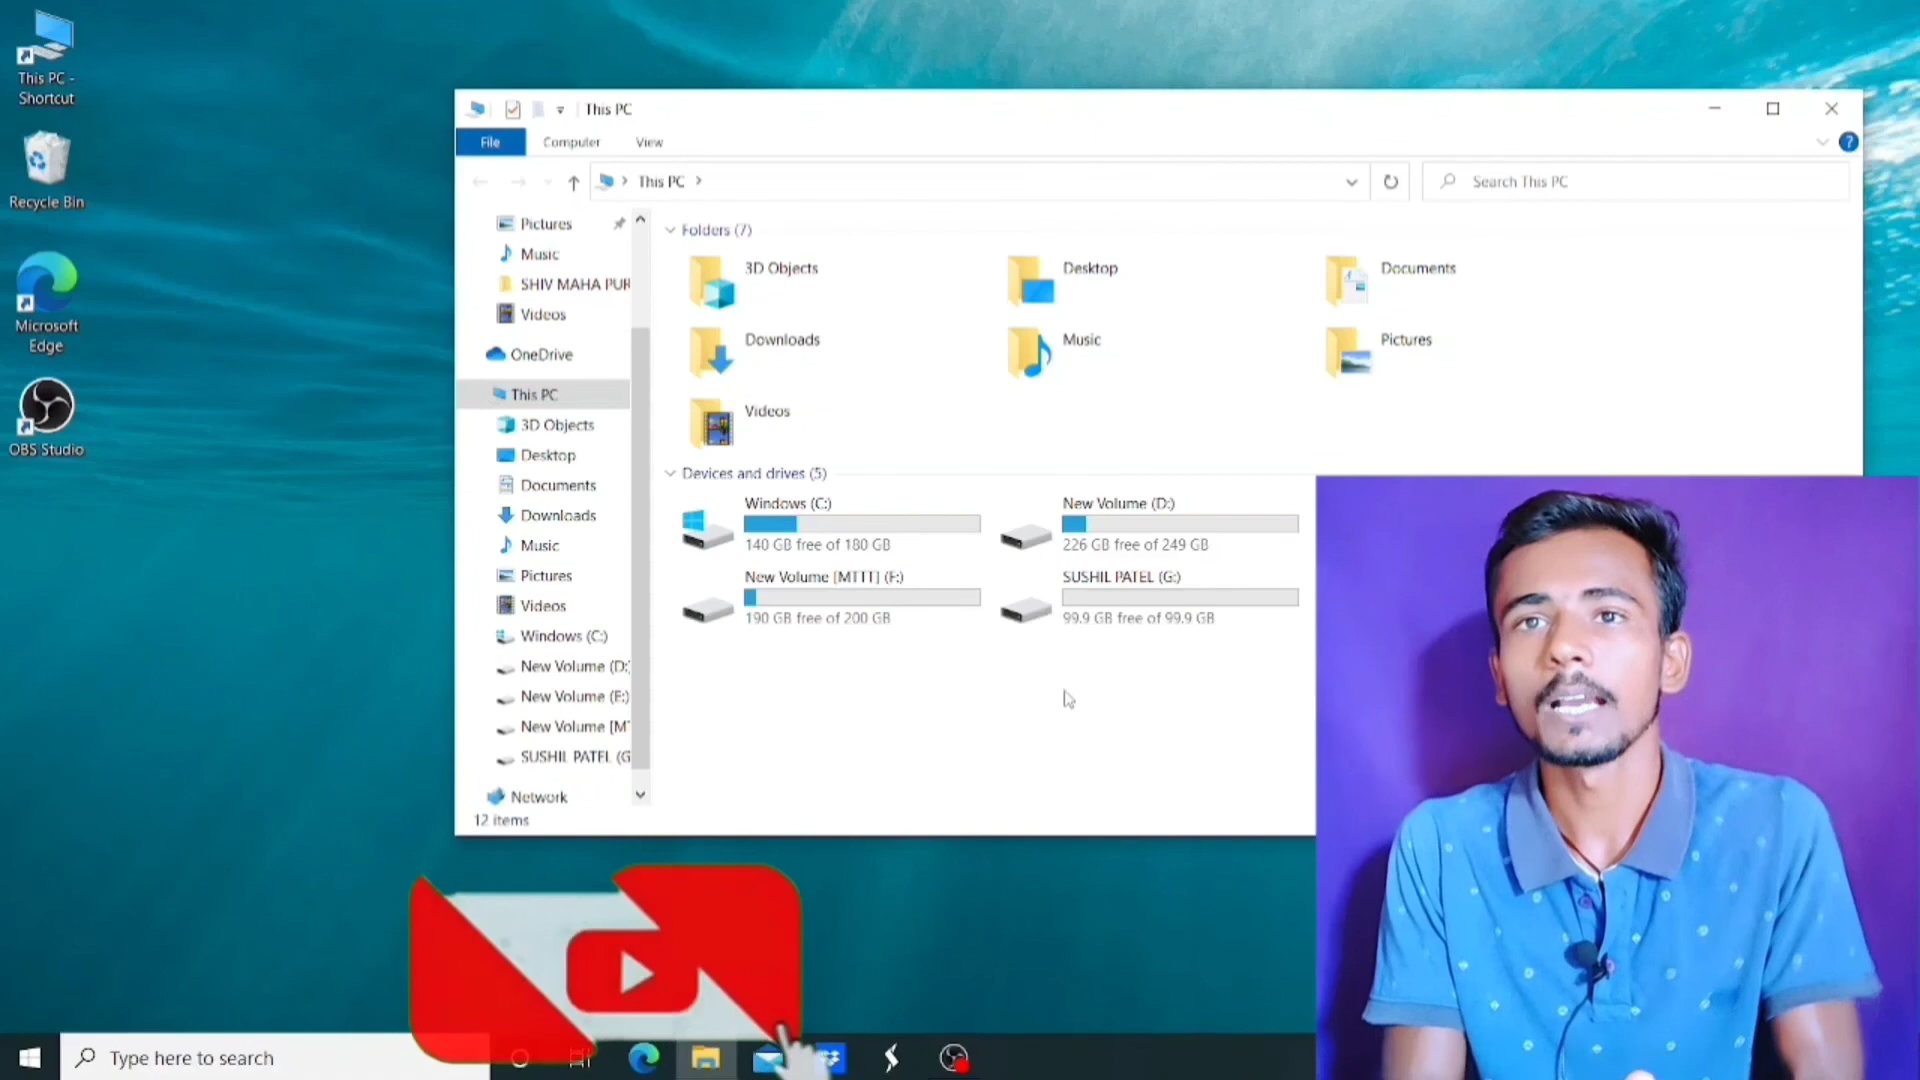 This PC -
Shortcut
Recycle Bin
Microsoft
Edge
OBS Studio
This PC
File
Computer
View
This PC
Search This PC
Pictures
Music
SHIV MAHA PUR
Videos
OneDrive
This PC
3D Objects
Desktop
Documents
Downloads
Music
Pictures
Videos
Windows (C:)
New Volume (D:)
New Volume (E:)
New Volume [MT
SUSHIL PATEL (G
Network
12 items
Folders (7)
3D Objects
Desktop
Documents
Downloads
Music
Pictures
Videos
Devices and drives (5)
Windows (C:)
140 GB free of 180 GB
New Volume (D:)
226 GB free of 249 GB
New Volume [MTTT] (F:)
190 GB free of 200 GB
SUSHIL PATEL (G:)
99.9 GB free of 99.9 GB
Type here to search